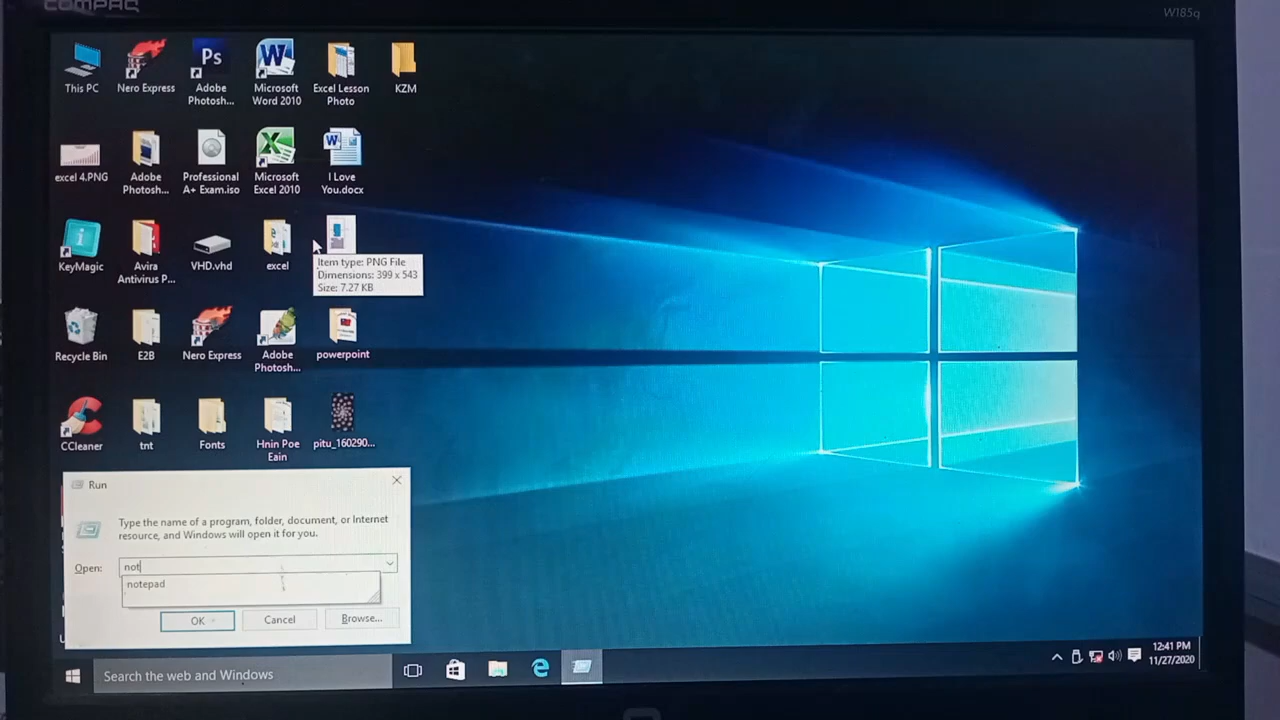 COMPAQ
W185q
This PC
Nero Express
Adobe
Photosh...
Microsoft
Word 2010
Excel Lesson
Photo
KZM
excel 4.PNG
Adobe
Photosh...
Professional
A+ Exam.iso
Microsoft
Excel 2010
I Love
You.docx
KeyMagic
Avira
Antivirus P...
VHD.vhd
excel
Item type: PNG File
Dimensions: 399 x 543
Size: 7.27 KB
Recycle Bin
E2B
Nero Express
Adobe
Photosh...
powerpoint
CCleaner
tnt
Fonts
Hnin Poe
Eain
pitu_160290...
Run
Type the name of a program, folder, document, or Internet
resource, and Windows will open it for you.
Open:
not
notepad
OK
Cancel
Browse...
Search the web and Windows
12:41 PM
11/27/2020